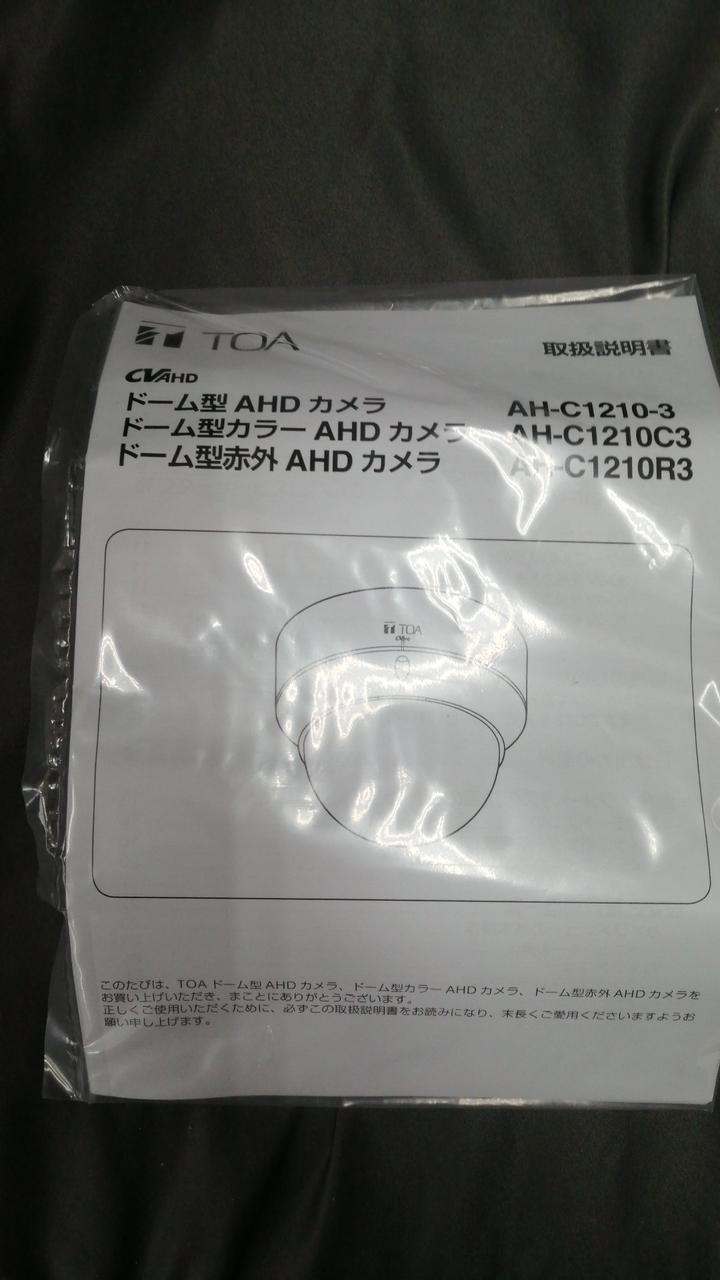 TOA
取扱説明書
CVAHD
ドーム型 AHD カメラ AH-C1210-3
ドーム型カラー AHD カメラ AH-C1210C3
ドーム型赤外 AHD カメラ AH-C1210R3
TOA
このたびは、TOA ドーム型 AHD カメラ、ドーム型カラー AHD カメラ、ドーム型赤外 AHD カメラを
お買い上げいただき、まことにありがとうございます。
正しくご使用いただくために、必ずこの取扱説明書をお読みになり、末長くご愛用くださいますようお
願い申し上げます。